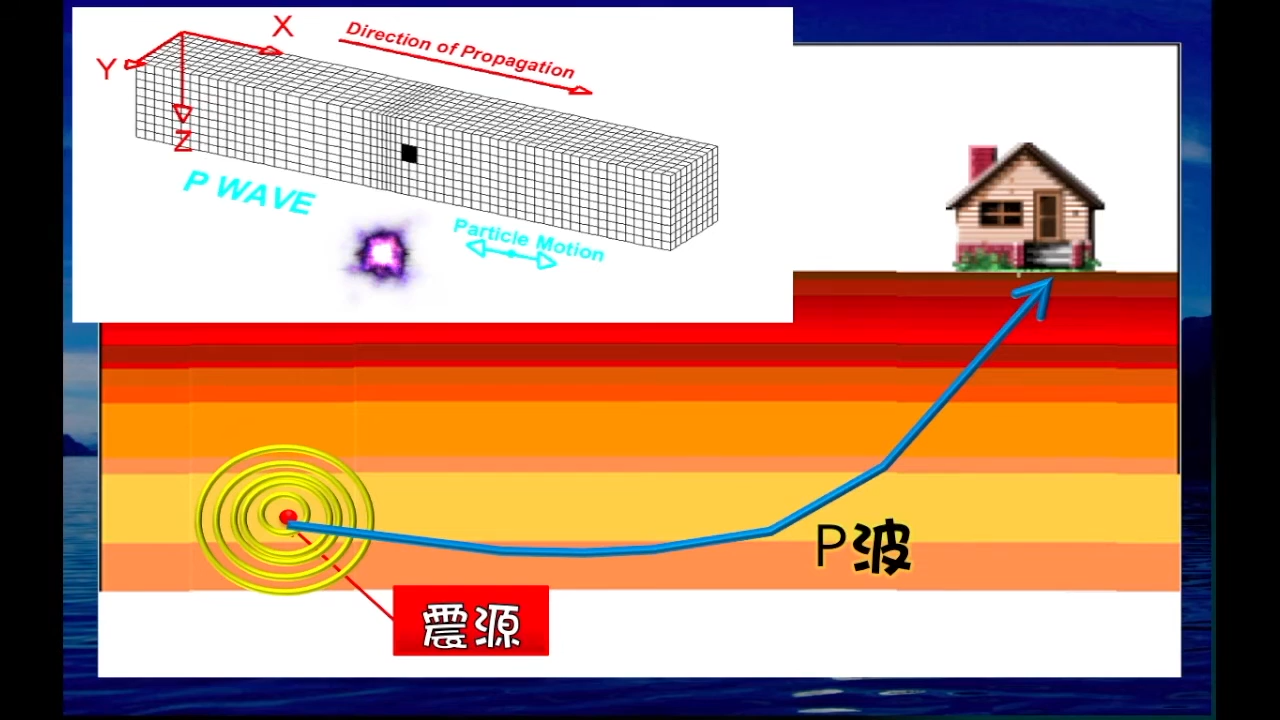 X
Direction of Propagation
Y
Z
P WAVE
Particle Motion
P波
震源